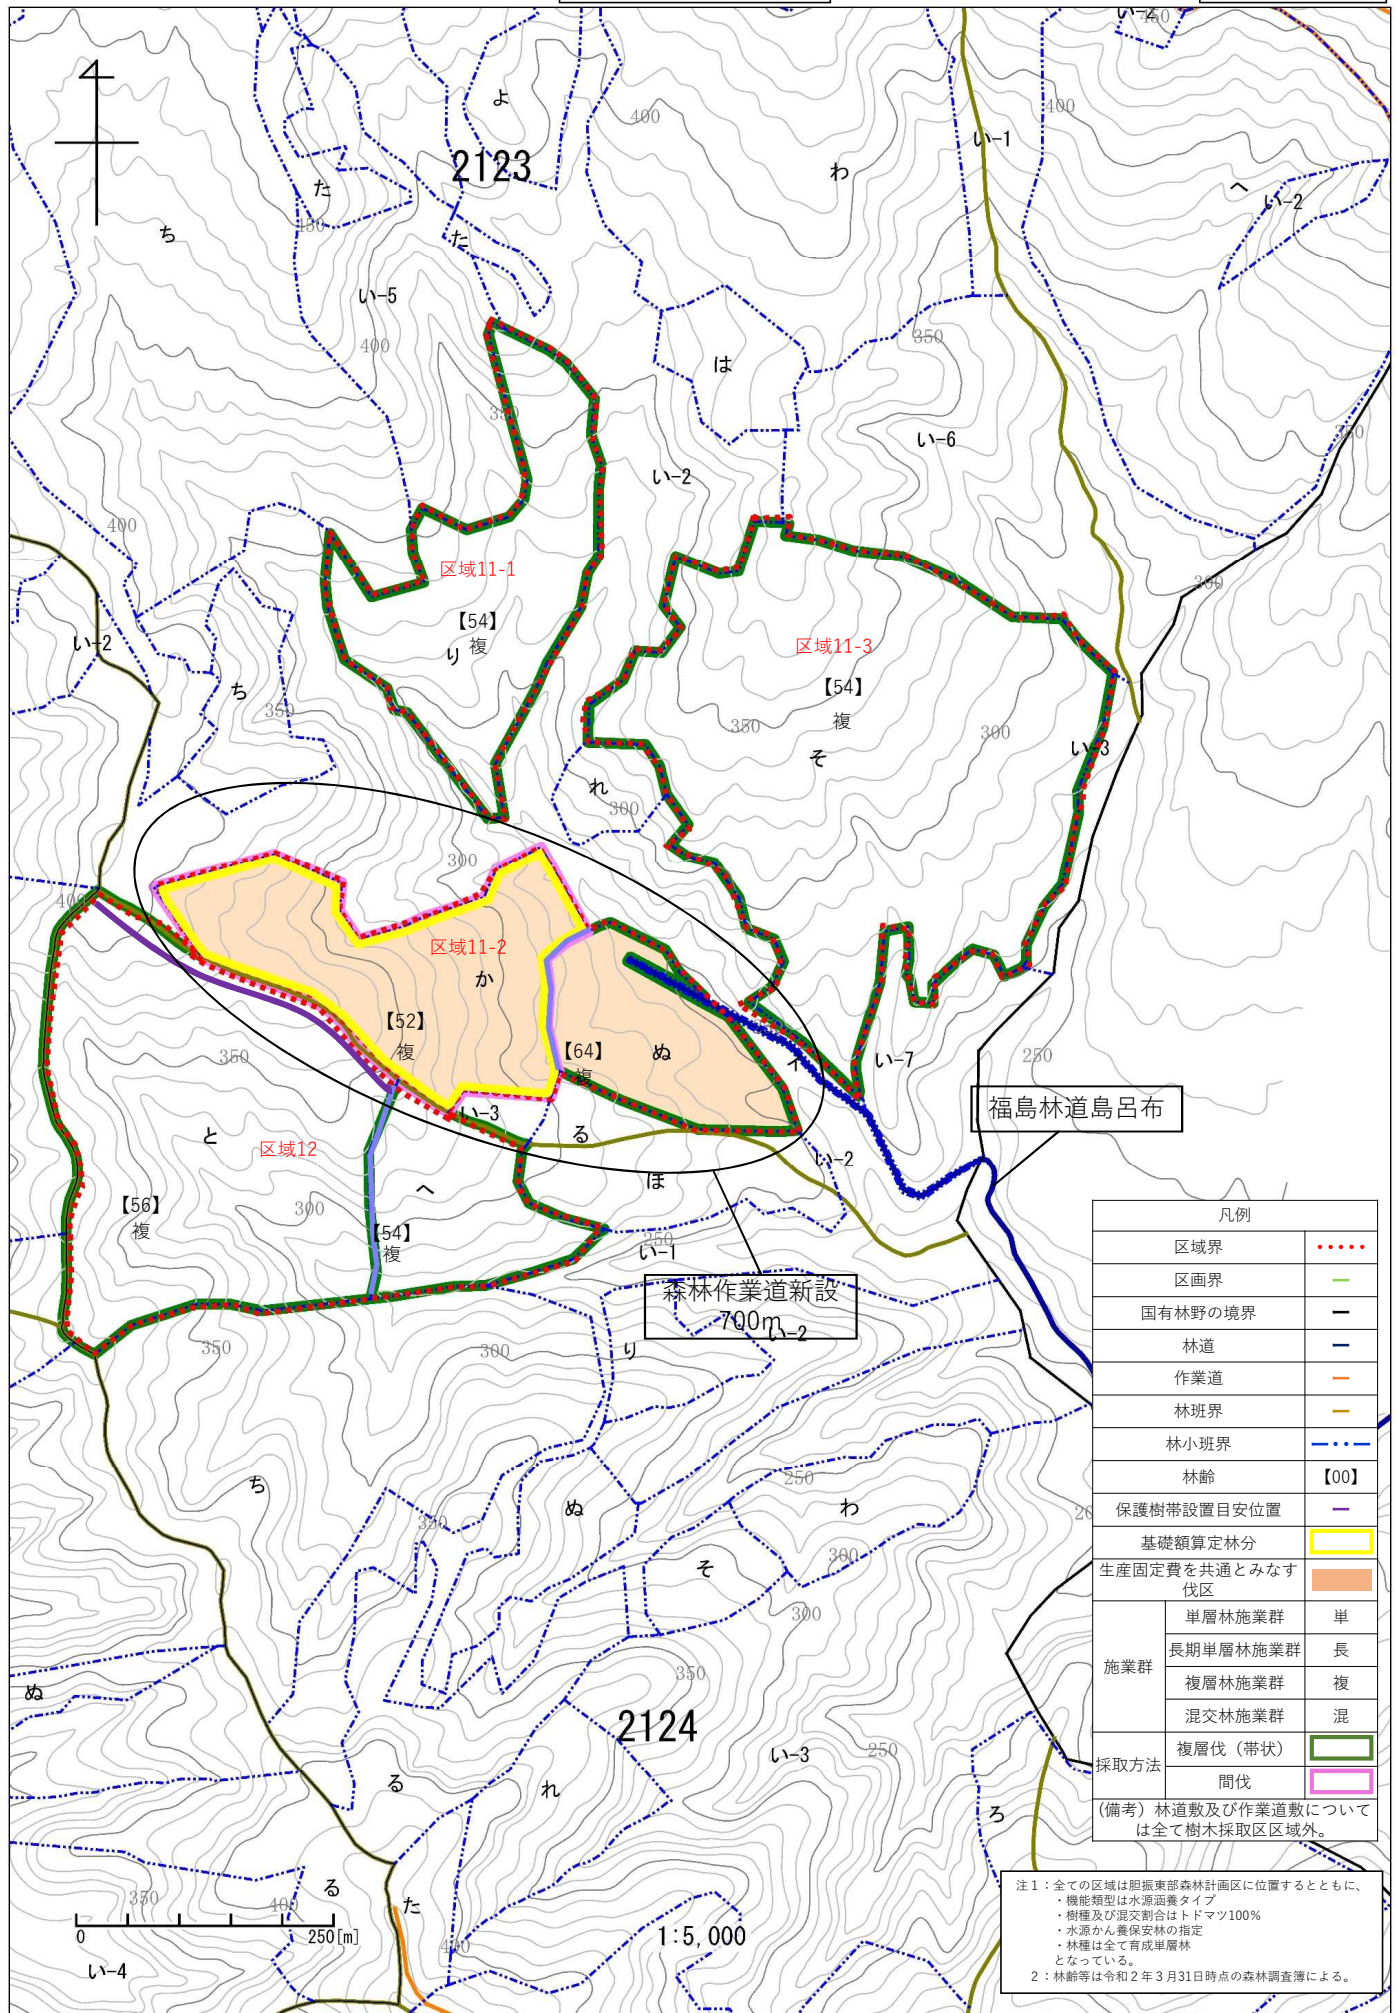 い-2
450
よ
400
400
い-1
2123
わ
た
へ
い-2
450
ち
た
い-5
350
400
は
350
350
い-6
い-2
400
区域11-1
300
【54】
複
り
い-2
区域11-3
【54】
複
ち
350
350
300
そ
い-3
れ
300
300
400
区域11-2
か
【52】
複
【64】
複
ぬ
イ
350
い-7
250
福島林道島呂布
い-3
と
区域12
る
い-2
へ
ほ
【56】
複
300
【54】
複
250
い-1
森林作業道新設
700m
い-2
350
300
り
ち
250
350
ぬ
わ
そ
300
300
ぬ
350
2124
い-3
250
る
れ
ろ
る
350
400
た
400
0
250[m]
1:5,000
い-4
凡例
区域界
区画界
国有林野の境界
林道
作業道
林班界
林小班界
林齢 【00】
保護樹帯設置目安位置
基礎額算定林分
生産固定費を共通とみなす
伐区
施業群
単層林施業群 単
長期単層林施業群 長
複層林施業群 複
混交林施業群 混
採取方法
複層伐（帯状）
間伐
(備考）林道敷及び作業道敷について
は全て樹木採取区区域外。
注１：全ての区域は胆振東部森林計画区に位置するとともに、
・機能類型は水源涵養タイプ
・樹種及び混交割合はトドマツ100%
・水源かん養保安林の指定
・林種は全て育成単層林
となっている。
２：林齢等は令和２年３月31日時点の森林調査簿による。